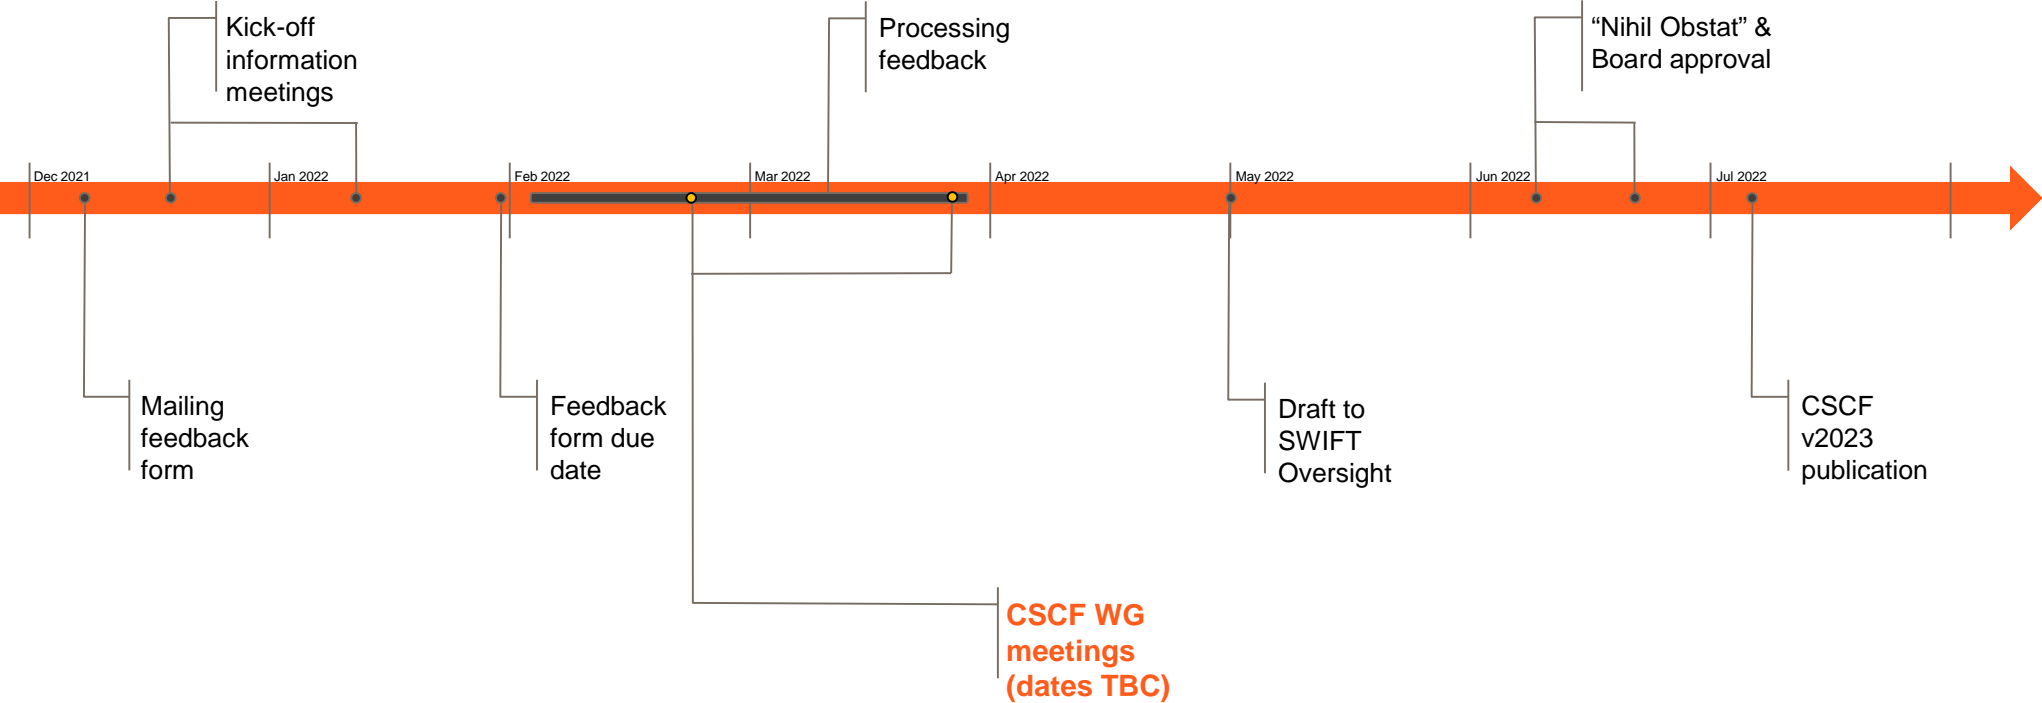 Kick-off
information
meetings
Processing
feedback
“Nihil Obstat” &
Board approval
Dec 2021
Jan 2022
Feb 2022
Mar 2022
Apr 2022
May 2022
Jun 2022
Jul 2022
Mailing
feedback
form
Feedback
form due
date
Draft to
SWIFT
Oversight
CSCF
v2023
publication
CSCF WG
meetings
(dates TBC)